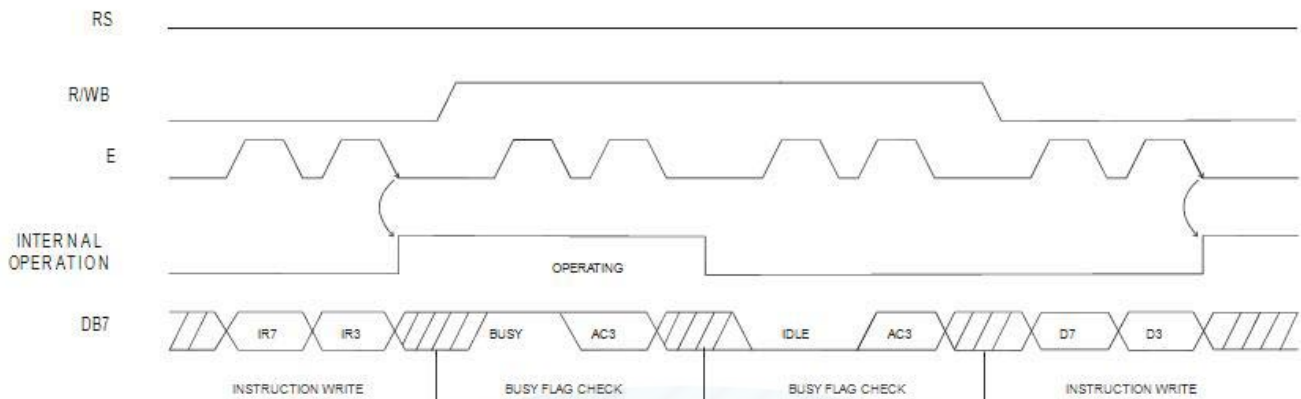 RS
R/WB
E
INTERNAL
OPERATION
OPERATING
DB7
IR7 IR3 BUSY AC3 IDLE AC3 D7 D3
INSTRUCTION WRITE BUSY FLAG CHECK BUSY FLAG CHECK INSTRUCTION WRITE